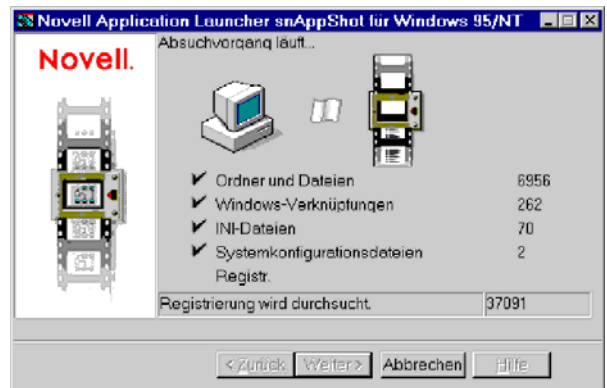 Novell Application Launcher snAppShot für Windows 95/NT
Novell.
Absuchvorgang läuft...
Ordner und Dateien 6956
Windows-Verknüpfungen 262
INI-Dateien 70
Systemkonfigurationsdateien 2
Registr.
Registrierung wird durchsucht. 37091
< Zurück Weiter > Abbrechen Hilfe